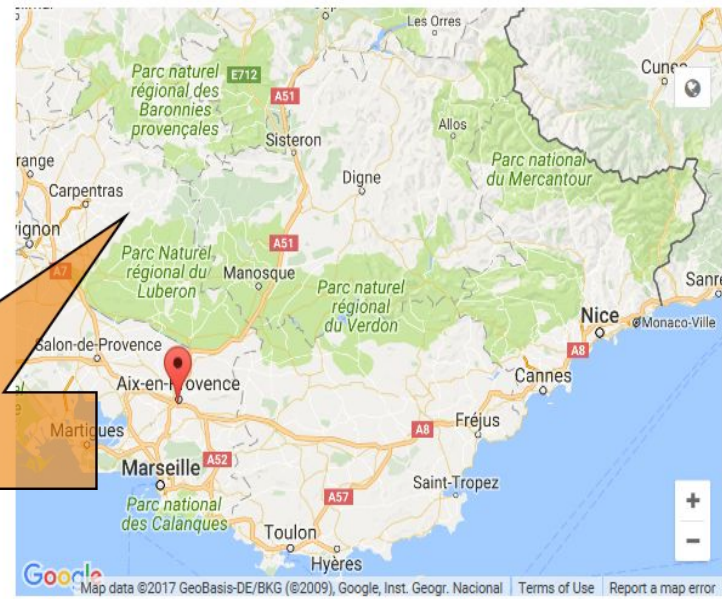 Les Orres
Parc naturel
régional des
Baronnies
provençales
E712
A51
Cuneo
Sisteron
Allos
Parc national
du Mercantour
range
Carpentras
Digne
vignon
A51
Parc Naturel
régional du
Luberon
A7
Manosque
Parc naturel
régional
du Verdon
Sanre
Nice
Monaco-Ville
Salon-de-Provence
A8
Aix-en-Provence
Cannes
Fréjus
A8
Martigues
Marseille
A52
Saint-Tropez
A57
Parc national
des Calanques
Toulon
Hyères
+
−
Google
Map data ©2017 GeoBasis-DE/BKG (©2009), Google, Inst. Geogr. Nacional
Terms of Use
Report a map error